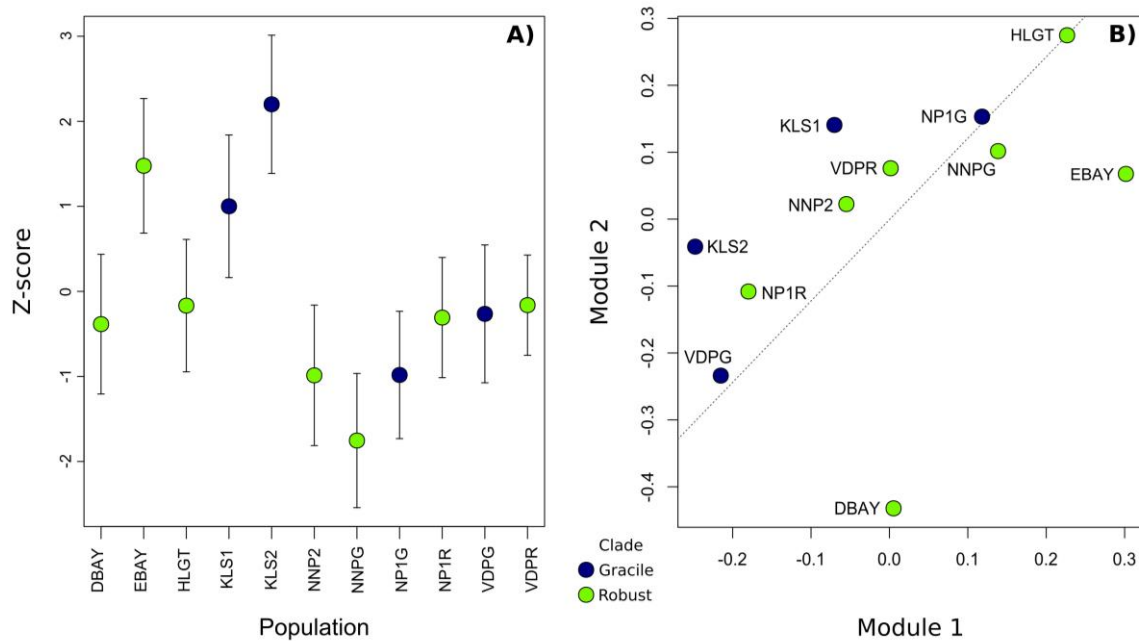 A)
Z-score
3
2
1
0
-1
-2
DBAY
EBAY
HLGT
KLS1
KLS2
NNP2
NNPG
NP1G
NP1R
VDPG
VDPR
Population
Clade
Gracile
Robust
B)
Module 2
0.3
0.2
0.1
0.0
-0.1
-0.2
-0.3
-0.4
HLGT
NP1G
KLS1
VDPR
NNPG
EBAY
NNP2
KLS2
NP1R
VDPG
DBAY
-0.2 -0.1 0.0 0.1 0.2 0.3
Module 1